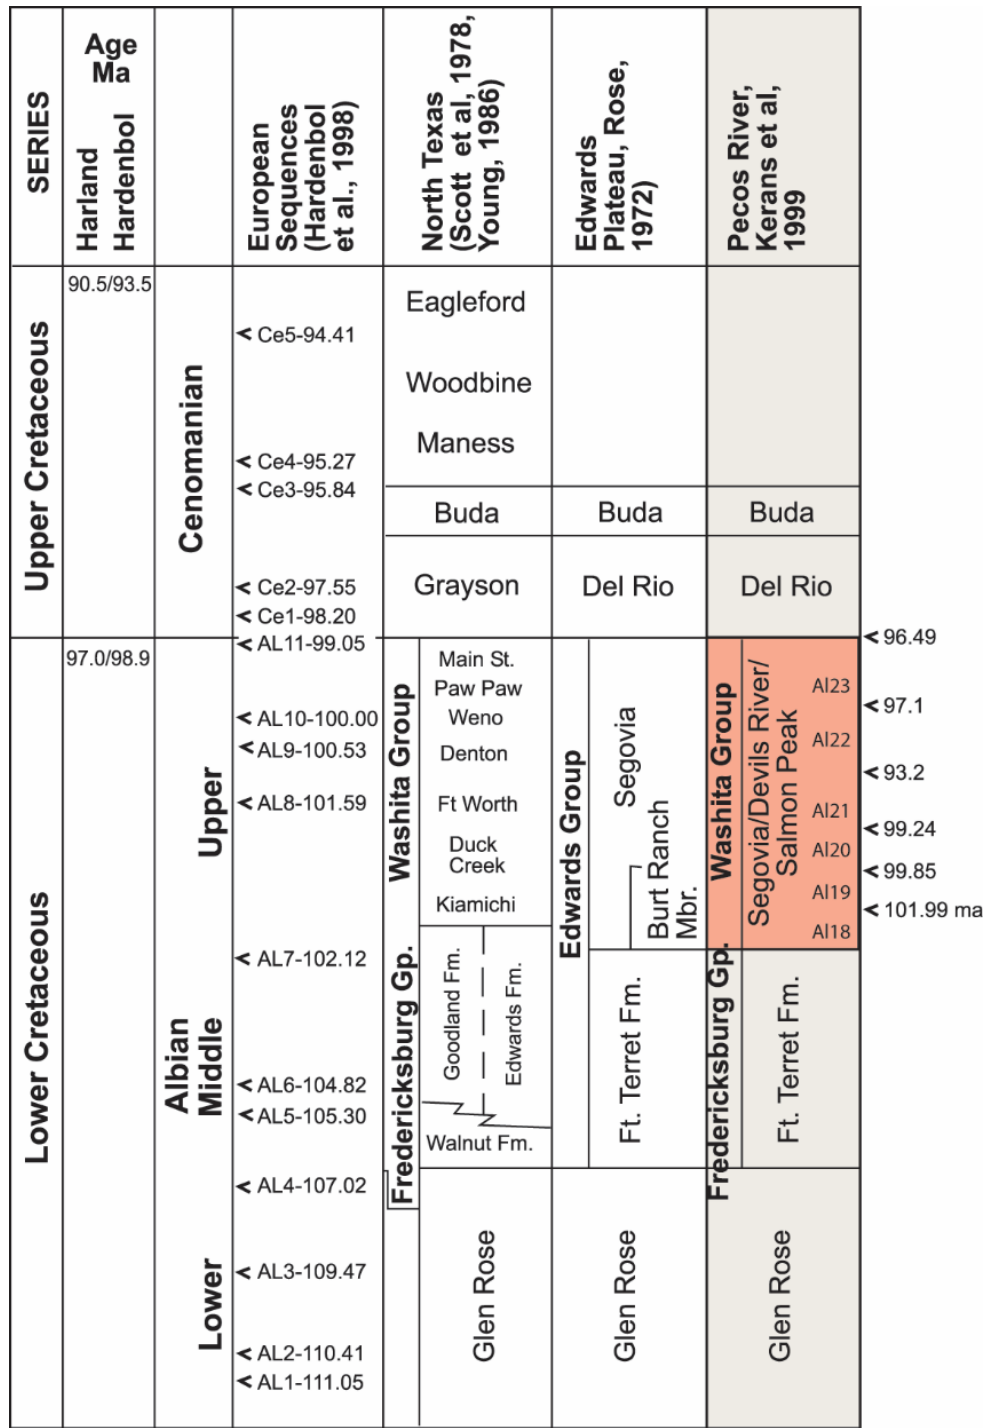 SERIES
Age
Ma
Harland
Hardenbol
European
Sequences
(Hardenbol
et al., 1998)
North Texas
(Scott et al, 1978,
Young, 1986)
Edwards
Plateau, Rose,
1972)
Pecos River,
Kerans et al,
1999
Upper Cretaceous
90.5/93.5
Cenomanian
Ce5-94.41
Ce4-95.27
Ce3-95.84
Ce2-97.55
Ce1-98.20
Eagleford
Woodbine
Maness
Buda
Buda
Buda
Grayson
Del Rio
Del Rio
Lower Cretaceous
97.0/98.9
Albian
Upper
Middle
Lower
AL11-99.05
AL10-100.00
AL9-100.53
AL8-101.59
AL7-102.12
AL6-104.82
AL5-105.30
AL4-107.02
AL3-109.47
AL2-110.41
AL1-111.05
Washita Group
Main St.
Paw Paw
Weno
Denton
Ft Worth
Duck
Creek
Kiamichi
Fredericksburg Gp.
Goodland Fm.
Edwards Fm.
Walnut Fm.
Glen Rose
Edwards Group
Segovia
Burt Ranch
Mbr.
Ft. Terret Fm.
Glen Rose
Washita Group
Segovia/Devils River/
Salmon Peak
Al23
Al22
Al21
Al20
Al19
Al18
Fredericksburg Gp.
Ft. Terret Fm.
Glen Rose
96.49
97.1
93.2
99.24
99.85
101.99 ma